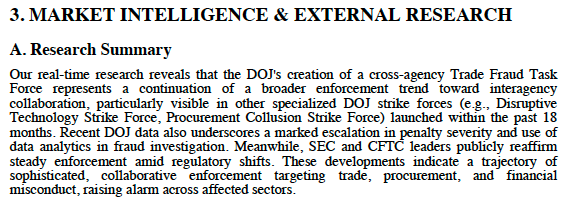 3. MARKET INTELLIGENCE & EXTERNAL RESEARCH
A. Research Summary
Our real-time research reveals that the DOJ's creation of a cross-agency Trade Fraud Task
Force represents a continuation of a broader enforcement trend toward interagency
collaboration, particularly visible in other specialized DOJ strike forces (e.g., Disruptive
Technology Strike Force, Procurement Collusion Strike Force) launched within the past 18
months. Recent DOJ data also underscores a marked escalation in penalty severity and use of
data analytics in fraud investigation. Meanwhile, SEC and CFTC leaders publicly reaffirm
steady enforcement amid regulatory shifts. These developments indicate a trajectory of
sophisticated, collaborative enforcement targeting trade, procurement, and financial
misconduct, raising alarm across affected sectors.